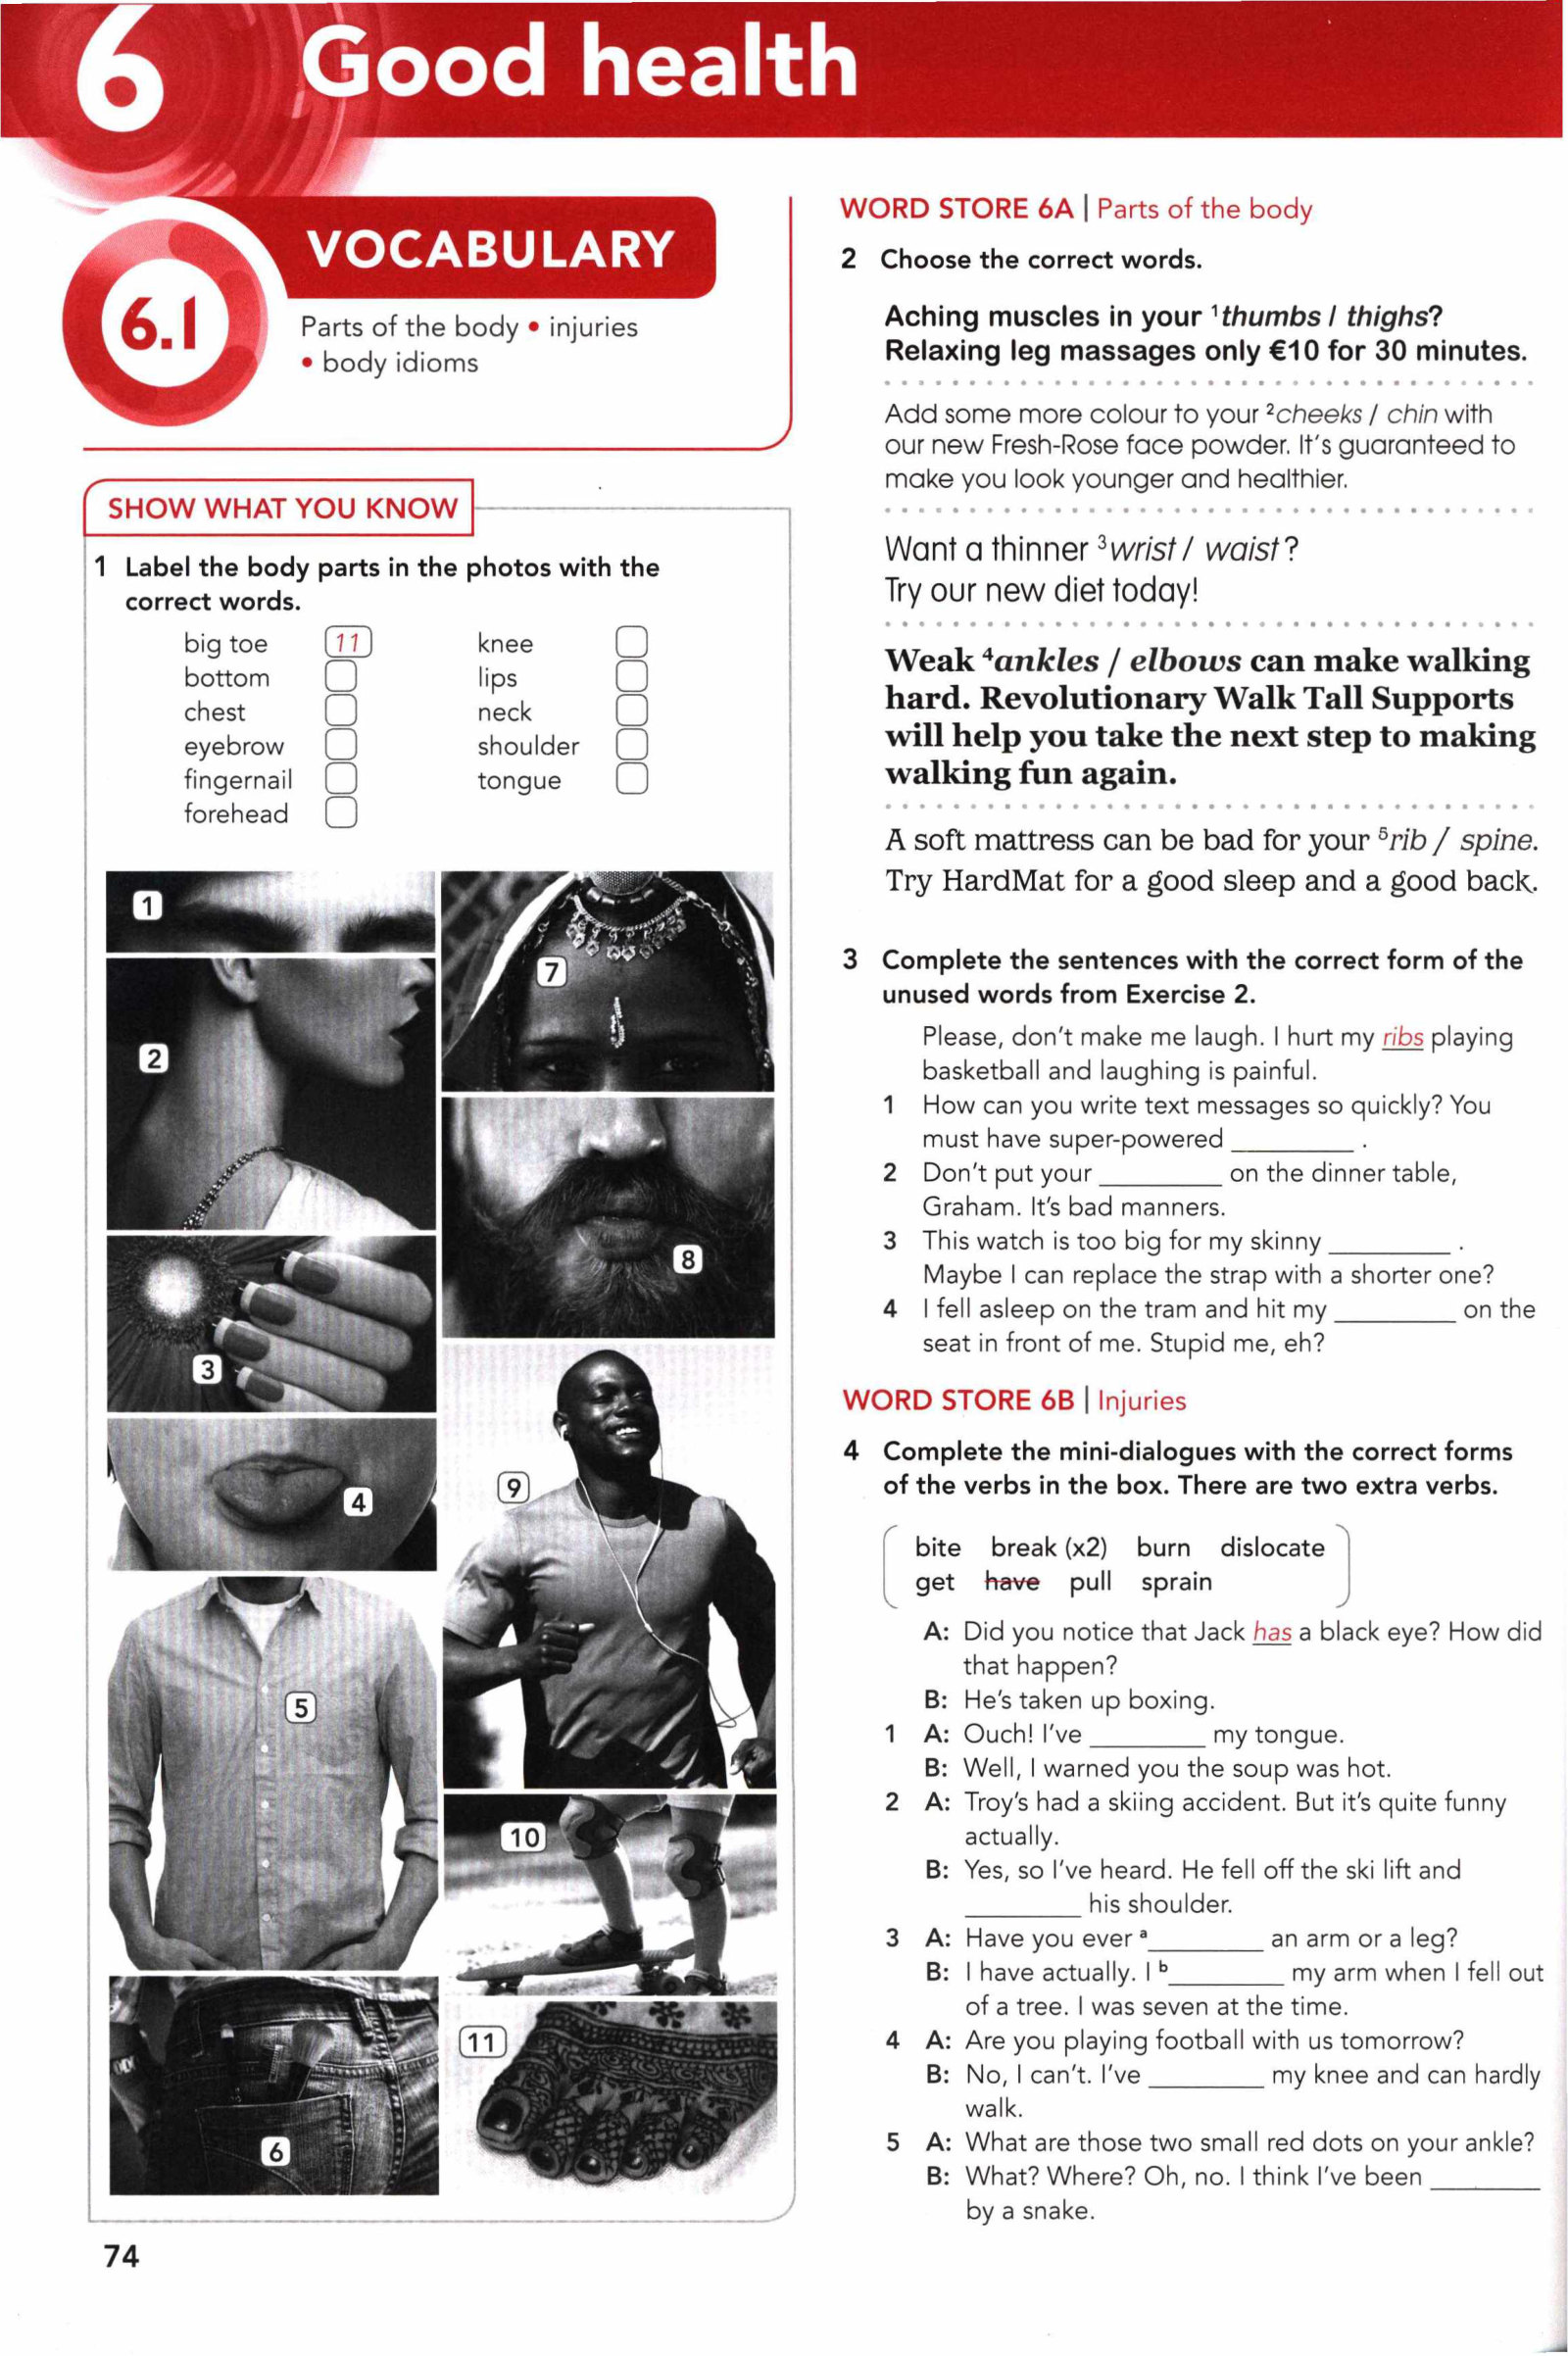 6 Good health
6.1
VOCABULARY
Parts of the body • injuries
• body idioms
SHOW WHAT YOU KNOW
1 Label the body parts in the photos with the
correct words.
big toe 11
bottom
chest
eyebrow
fingernail
forehead
knee
lips
neck
shoulder
tongue
1
2
3
4
5
6
7
8
9
10
11
74
WORD STORE 6A | Parts of the body
2 Choose the correct words.
Aching muscles in your ¹thumbs / thighs?
Relaxing leg massages only €10 for 30 minutes.
Add some more colour to your ²cheeks / chin with
our new Fresh-Rose face powder. It's guaranteed to
make you look younger and healthier.
Want a thinner ³wrist / waist?
Try our new diet today!
Weak ⁴ankles / elbows can make walking
hard. Revolutionary Walk Tall Supports
will help you take the next step to making
walking fun again.
A soft mattress can be bad for your ⁵rib / spine.
Try HardMat for a good sleep and a good back.
3 Complete the sentences with the correct form of the
unused words from Exercise 2.
Please, don't make me laugh. I hurt my ribs playing
basketball and laughing is painful.
1 How can you write text messages so quickly? You
must have super-powered ________ .
2 Don't put your ________ on the dinner table,
Graham. It's bad manners.
3 This watch is too big for my skinny ________ .
Maybe I can replace the strap with a shorter one?
4 I fell asleep on the tram and hit my ________ on the
seat in front of me. Stupid me, eh?
WORD STORE 6B | Injuries
4 Complete the mini-dialogues with the correct forms
of the verbs in the box. There are two extra verbs.
bite break (x2) burn dislocate
get have pull sprain
A: Did you notice that Jack has a black eye? How did
that happen?
B: He's taken up boxing.
1 A: Ouch! I've ________ my tongue.
B: Well, I warned you the soup was hot.
2 A: Troy's had a skiing accident. But it's quite funny
actually.
B: Yes, so I've heard. He fell off the ski lift and
________ his shoulder.
3 A: Have you ever ᵃ________ an arm or a leg?
B: I have actually. I ᵇ________ my arm when I fell out
of a tree. I was seven at the time.
4 A: Are you playing football with us tomorrow?
B: No, I can't. I've ________ my knee and can hardly
walk.
5 A: What are those two small red dots on your ankle?
B: What? Where? Oh, no. I think I've been ________
by a snake.